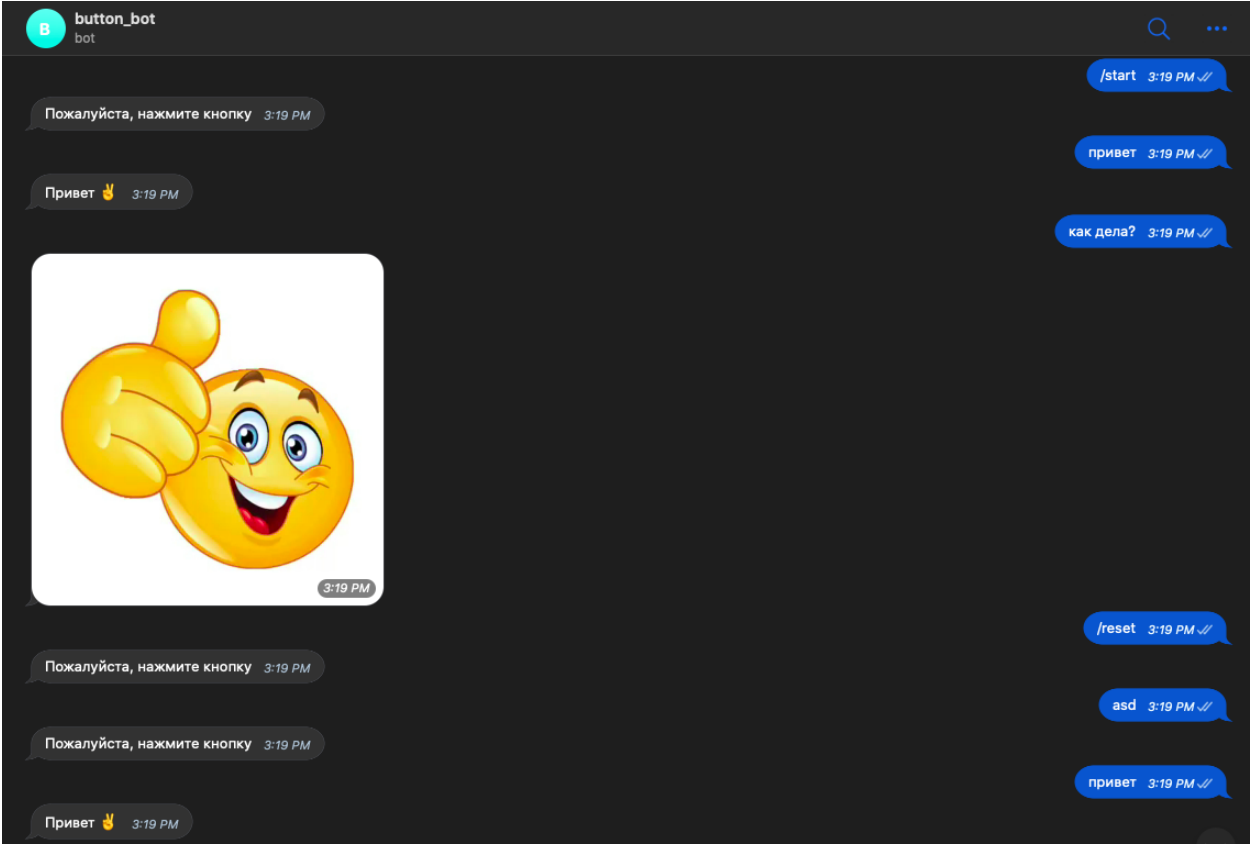 B
button_bot
bot
/start 3:19 PM
Пожалуйста, нажмите кнопку 3:19 PM
привет 3:19 PM
Привет ✌️ 3:19 PM
как дела? 3:19 PM
3:19 PM
/reset 3:19 PM
Пожалуйста, нажмите кнопку 3:19 PM
asd 3:19 PM
Пожалуйста, нажмите кнопку 3:19 PM
привет 3:19 PM
Привет ✌️ 3:19 PM